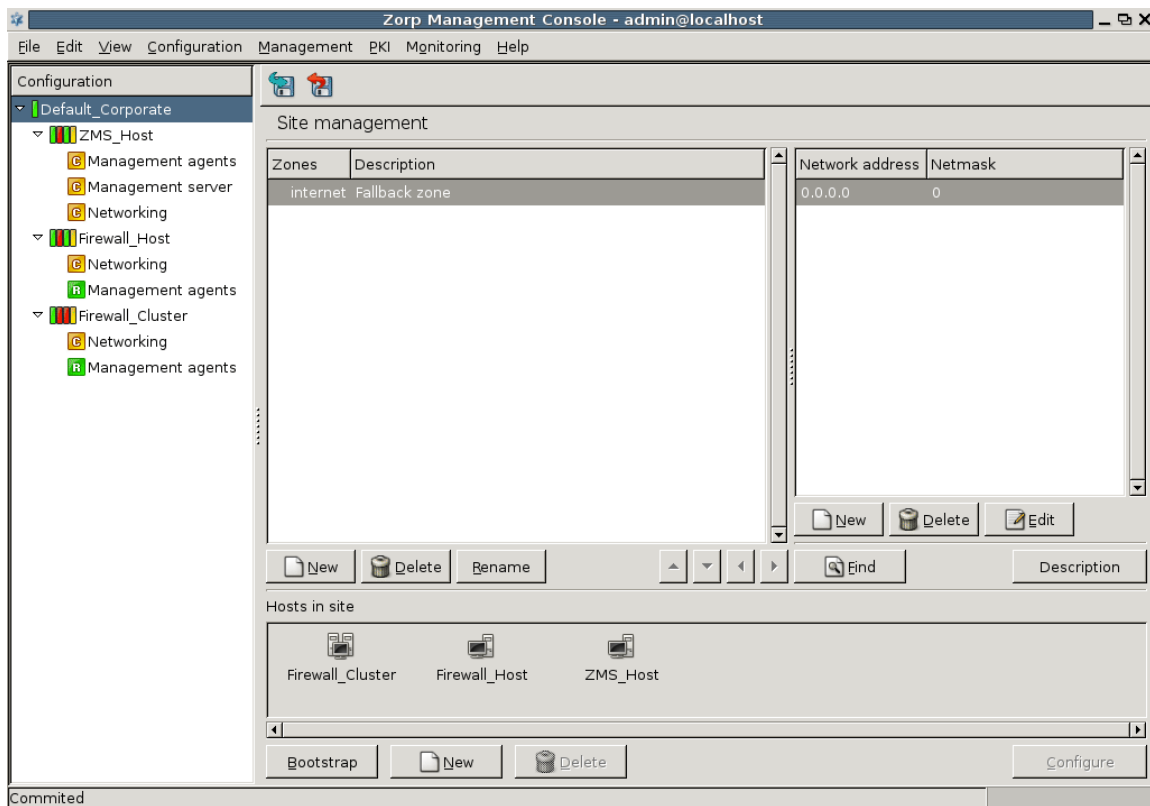 Zorp Management Console - admin@localhost
File Edit View Configuration Management PKI Monitoring Help
Configuration
Default_Corporate
ZMS_Host
C Management agents
C Management server
C Networking
Firewall_Host
C Networking
R Management agents
Firewall_Cluster
C Networking
R Management agents
Site management
Zones Description
internet Fallback zone
Network address Netmask
0.0.0.0 0
New Delete Edit
New Delete Rename
Find Description
Hosts in site
Firewall_Cluster Firewall_Host ZMS_Host
Bootstrap New Delete Configure
Commited